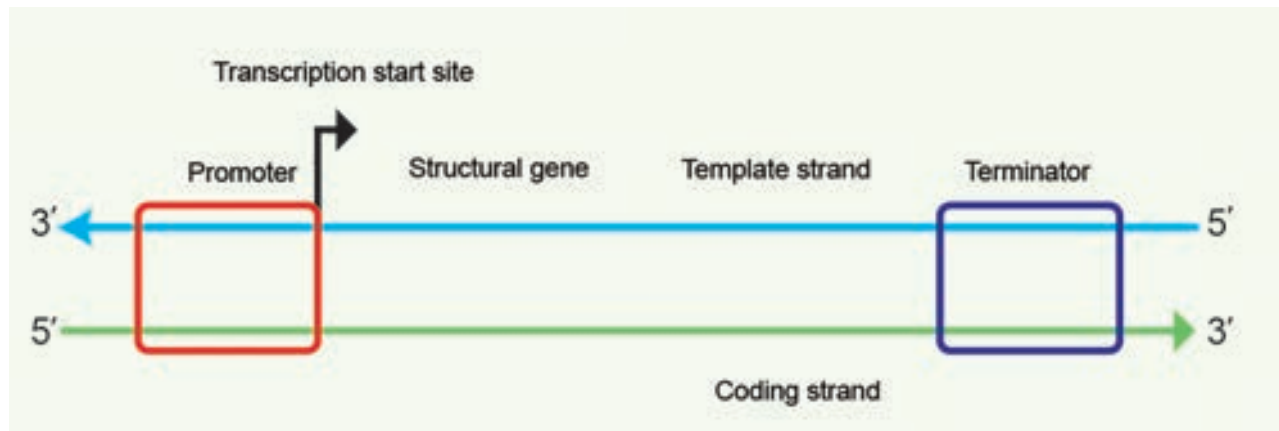 Transcription start site
Promoter
Structural gene
Template strand
Terminator
3′
5′
5′
3′
Coding strand